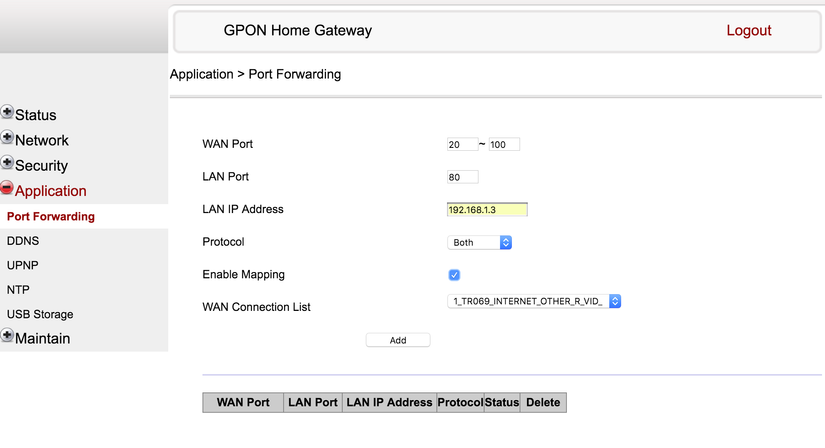 GPON Home Gateway
Logout
Application > Port Forwarding
Status
Network
Security
Application
Port Forwarding
DDNS
UPNP
NTP
USB Storage
Maintain
WAN Port 20 ~ 100
LAN Port 80
LAN IP Address 192.168.1.3
Protocol Both
Enable Mapping
WAN Connection List 1_TR069_INTERNET_OTHER_R_VID_
Add
WAN Port LAN Port LAN IP Address Protocol Status Delete